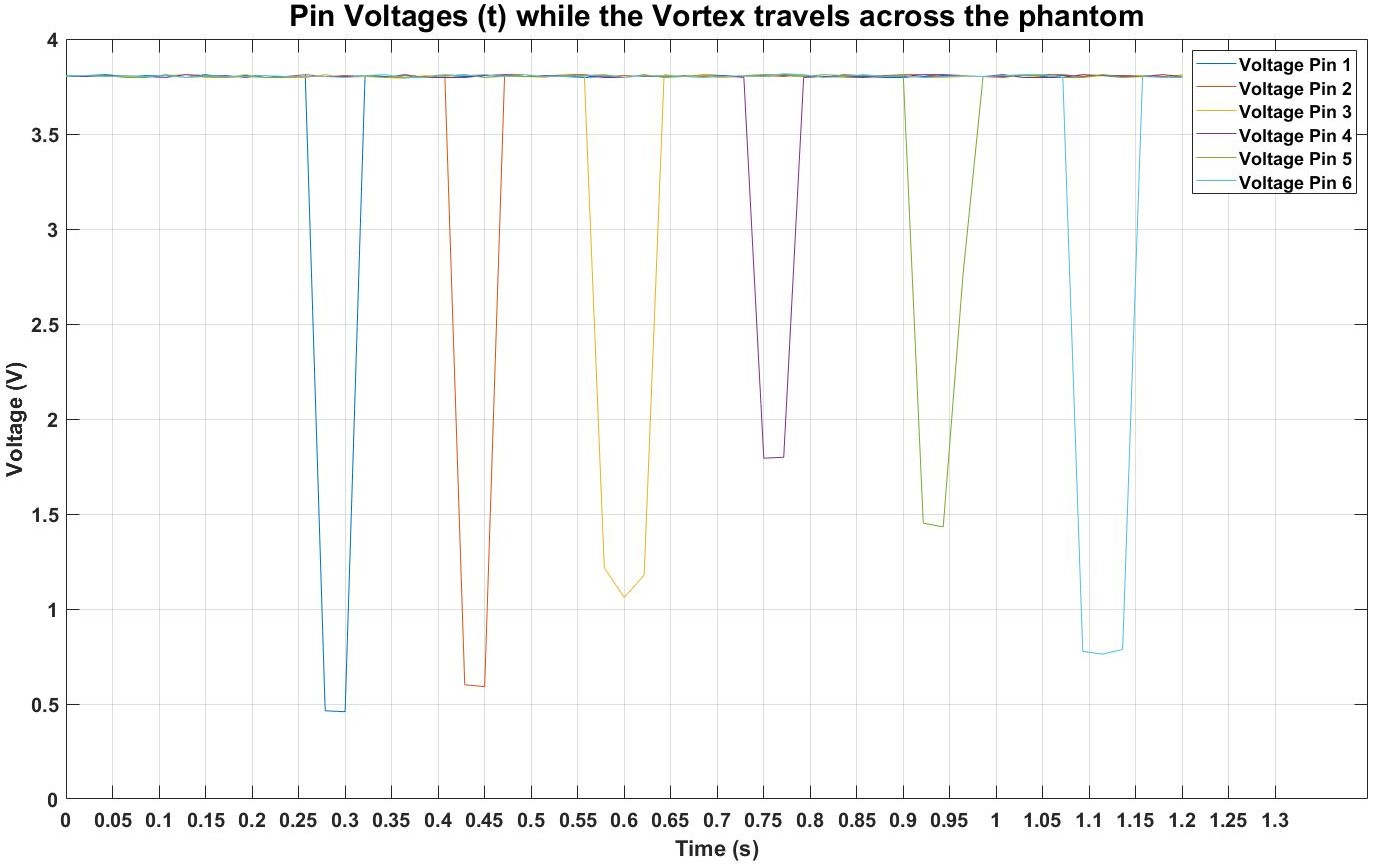 Pin Voltages (t) while the Vortex travels across the phantom
4
3.5
3
2.5
2
1.5
1
0.5
0
Voltage (V)
Voltage Pin 1
Voltage Pin 2
Voltage Pin 3
Voltage Pin 4
Voltage Pin 5
Voltage Pin 6
0 0.05 0.1 0.15 0.2 0.25 0.3 0.35 0.4 0.45 0.5 0.55 0.6 0.65 0.7 0.75 0.8 0.85 0.9 0.95 1 1.05 1.1 1.15 1.2 1.25 1.3
Time (s)